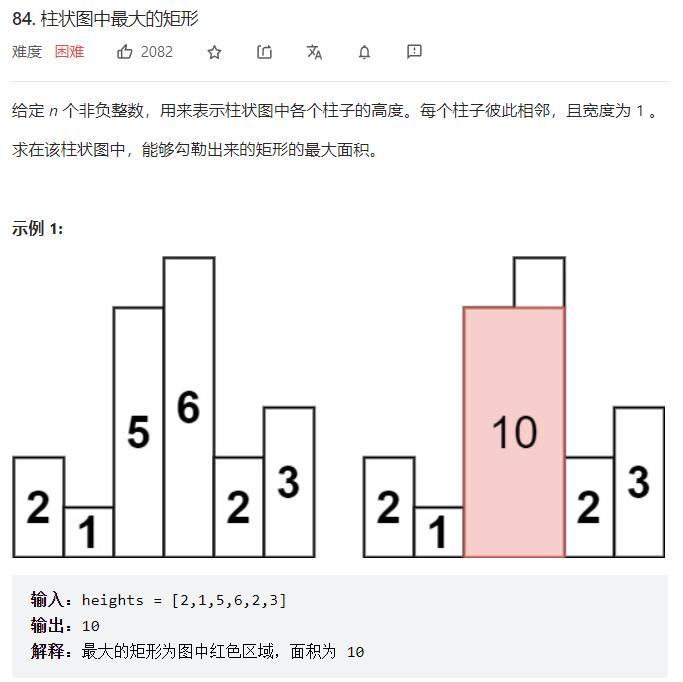 84. 柱状图中最大的矩形
难度 困难 2082
给定 n 个非负整数，用来表示柱状图中各个柱子的高度。每个柱子彼此相邻，且宽度为 1 。
求在该柱状图中，能够勾勒出来的矩形的最大面积。
示例 1:
2 1 5 6 2 3
2 1 10 2 3
输入：heights = [2,1,5,6,2,3]
输出：10
解释：最大的矩形为图中红色区域，面积为 10